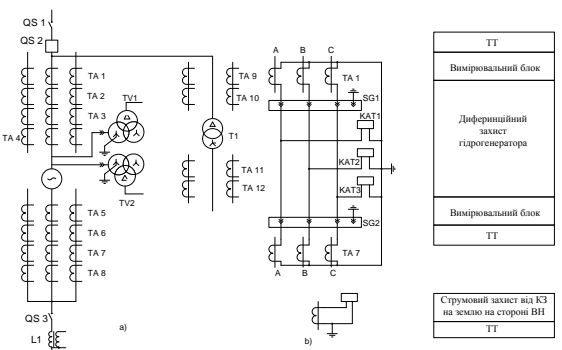 QS 1
QS 2
TA 1
TA 2
TA 3
TA 4
TV1
TV2
TA 5
TA 6
TA 7
TA 8
QS 3
L1
a)
TA 9
TA 10
T1
TA 11
TA 12
A B C
TA 1
SG1
KAT1
KAT2
KAT3
SG2
TA 7
A B C
b)
ТТ
Вимірювальний блок
Диферинційний
захист
гідрогенератора
Вимірювальний блок
ТТ
Струмовий захист від КЗ
на землю на стороні ВН
ТТ